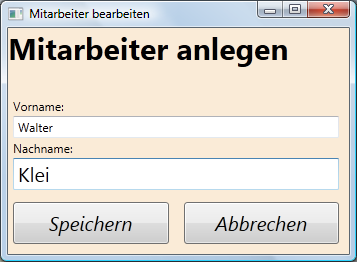 Mitarbeiter bearbeiten
Mitarbeiter anlegen
Vorname:
Walter
Nachname:
Klei
Speichern
Abbrechen